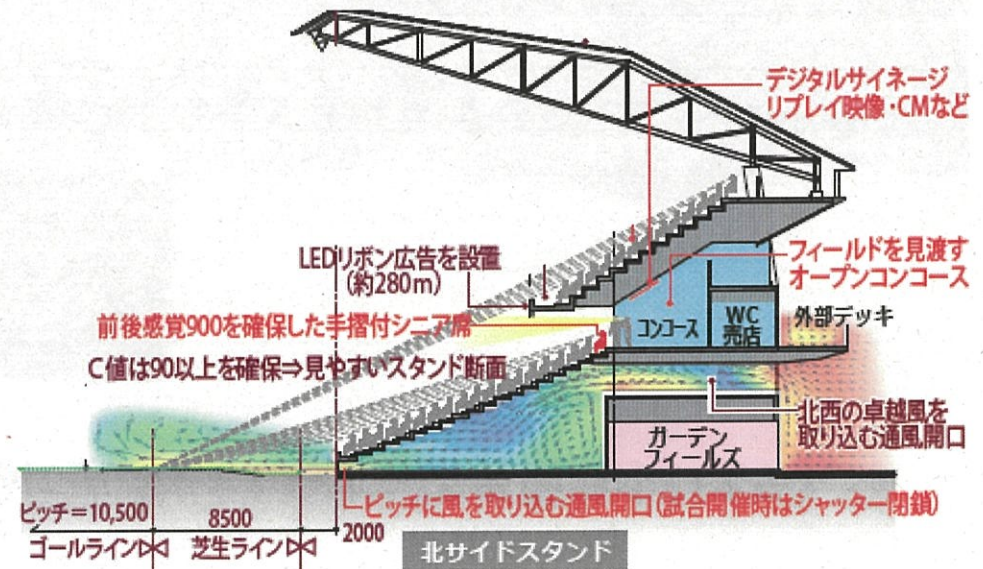 デジタルサイネージ
リプレイ映像・CMなど
LEDリボン広告を設置
(約280m)
フィールドを見渡す
オープンコンコース
前後感覚900を確保した手摺付シニア席
C値は90以上を確保⇒見やすいスタンド断面
コンコース
WC
売店
外部デッキ
北西の卓越風を
取り込む通風開口
ガーデン
フィールズ
ピッチに風を取り込む通風開口(試合開催時はシャッター閉鎖)
ピッチ=10,500
8500
2000
ゴールライン
芝生ライン
北サイドスタンド